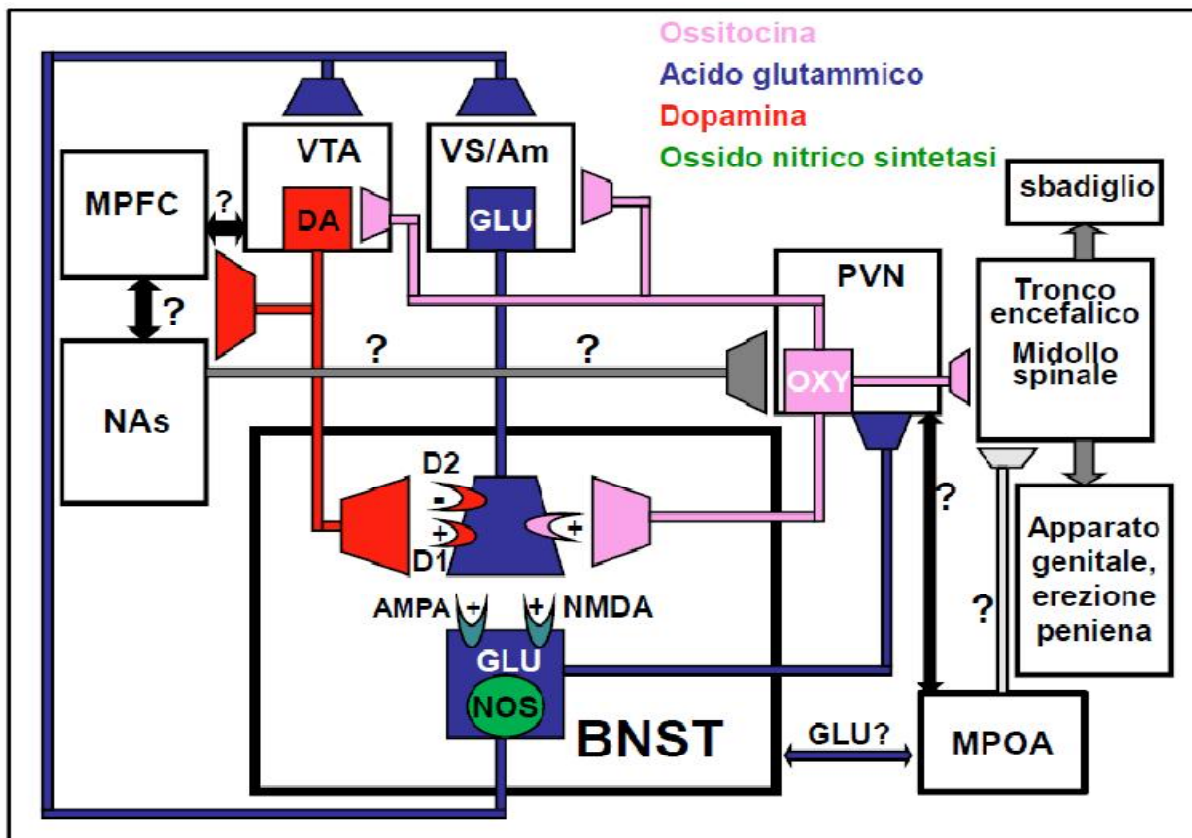 Ossitocina
Acido glutammico
Dopamina
Ossido nitrico sintetasi
VTA
VS/Am
MPFC
?
DA
GLU
sbadiglio
PVN
?
Tronco
encefalico
Midollo
spinale
NAs
?
?
OXY
D2
-
+
+
D1
?
Apparato
genitale,
erezione
peniena
AMPA
+
+
NMDA
?
GLU
NOS
BNST
GLU?
MPOA